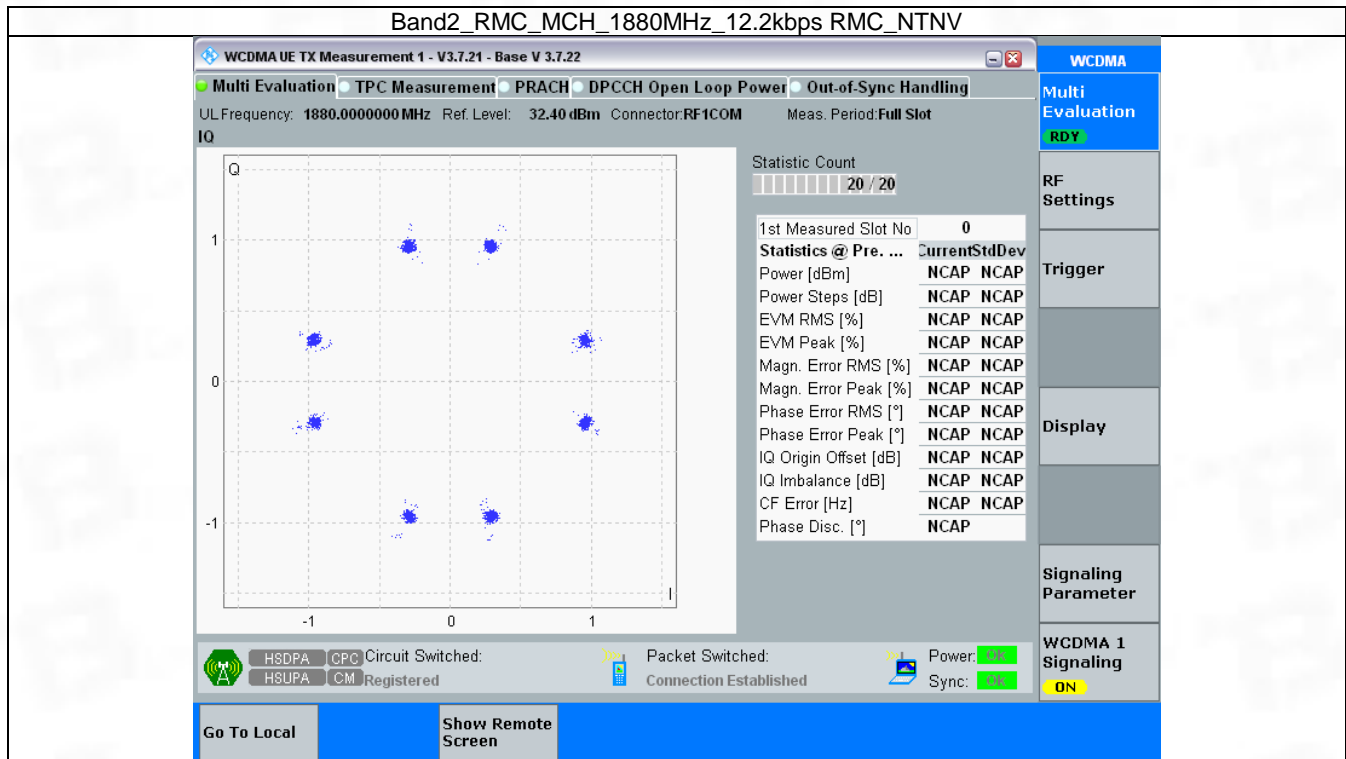 Band2_RMC_MCH_1880MHz_12.2kbps RMC_NTNV
WCDMA UE TX Measurement 1 - V3.7.21 - Base V 3.7.22
Multi Evaluation TPC Measurement PRACH DPCCH Open Loop Power Out-of-Sync Handling
UL Frequency: 1880.0000000 MHz Ref. Level: 32.40 dBm Connector:RF1COM Meas. Period:Full Slot
IQ
Q
1
0
-1
-1 0 1
I
Statistic Count
20 / 20
1st Measured Slot No 0
Statistics @ Pre. ... CurrentStdDev
Power [dBm] NCAP NCAP
Power Steps [dB] NCAP NCAP
EVM RMS [%] NCAP NCAP
EVM Peak [%] NCAP NCAP
Magn. Error RMS [%] NCAP NCAP
Magn. Error Peak [%] NCAP NCAP
Phase Error RMS [°] NCAP NCAP
Phase Error Peak [°] NCAP NCAP
IQ Origin Offset [dB] NCAP NCAP
IQ Imbalance [dB] NCAP NCAP
CF Error [Hz] NCAP NCAP
Phase Disc. [°] NCAP
HSDPA CPC Circuit Switched:
HSUPA CM Registered
Packet Switched:
Connection Established
Power: Ok
Sync: Ok
WCDMA
Multi
Evaluation
RDY
RF
Settings
Trigger
Display
Signaling
Parameter
WCDMA 1
Signaling
ON
Go To Local
Show Remote
Screen